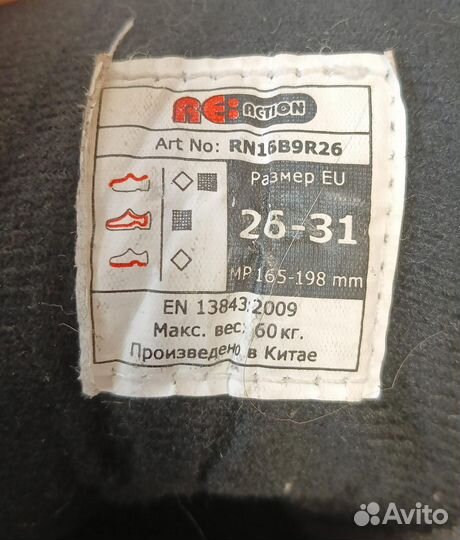 RE:ACTION
Art No: RN16B9R26
Размер EU
26-31
MP 165-198 mm
EN 13843:2009
Макс. вес: 60 кг.
Произведено в Китае
Avito